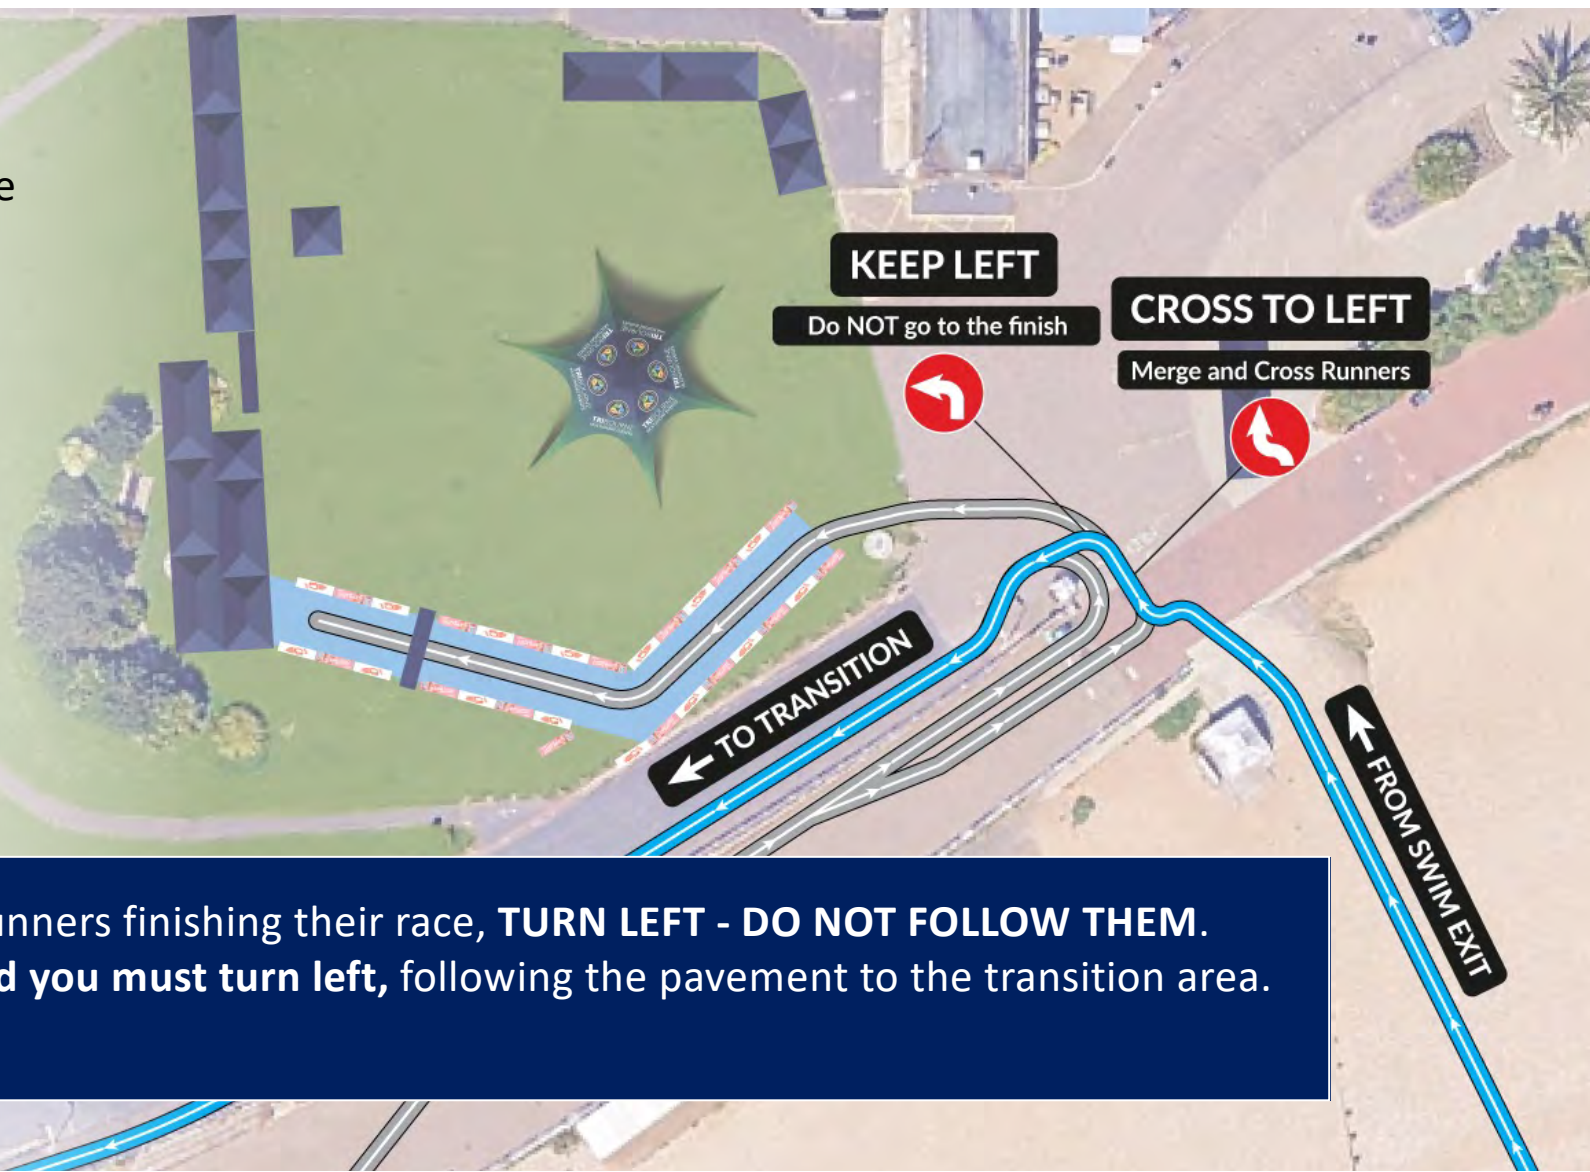 e
KEEP LEFT
Do NOT go to the finish
CROSS TO LEFT
Merge and Cross Runners
TO TRANSITION
FROM SWIM EXIT
unners finishing their race, TURN LEFT - DO NOT FOLLOW THEM.
d you must turn left, following the pavement to the transition area.